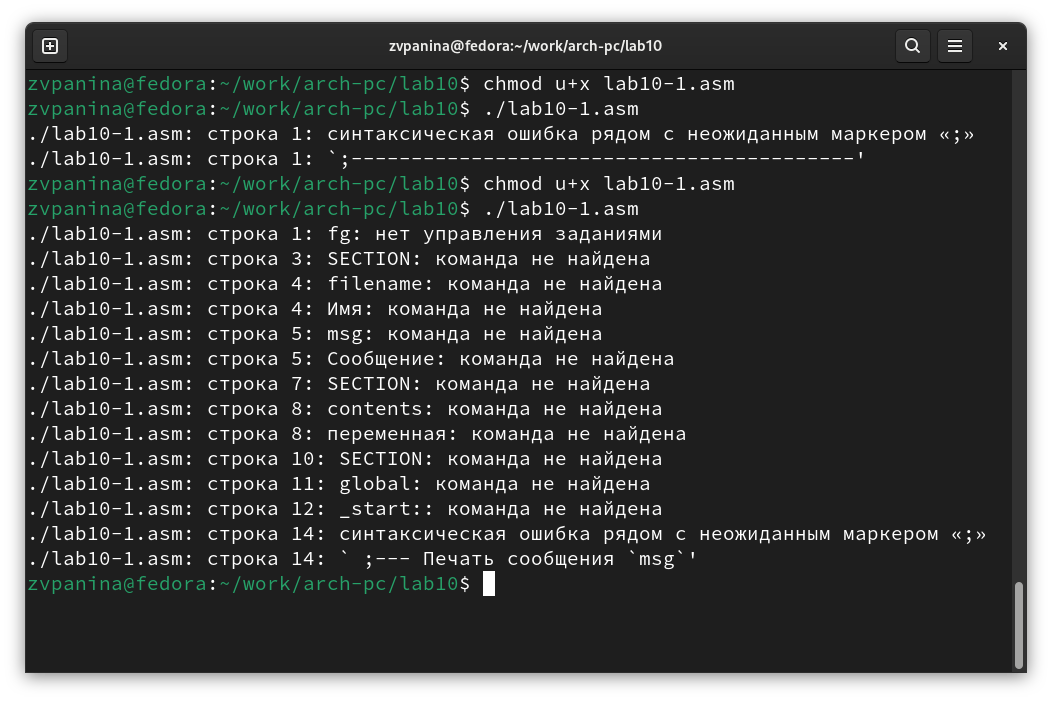 zvpanina@fedora:~/work/arch-pc/lab10
zvpanina@fedora:~/work/arch-pc/lab10$ chmod u+x lab10-1.asm
zvpanina@fedora:~/work/arch-pc/lab10$ ./lab10-1.asm
./lab10-1.asm: строка 1: синтаксическая ошибка рядом с неожиданным маркером «;»
./lab10-1.asm: строка 1: `;------------------------------------------'
zvpanina@fedora:~/work/arch-pc/lab10$ chmod u+x lab10-1.asm
zvpanina@fedora:~/work/arch-pc/lab10$ ./lab10-1.asm
./lab10-1.asm: строка 1: fg: нет управления заданиями
./lab10-1.asm: строка 3: SECTION: команда не найдена
./lab10-1.asm: строка 4: filename: команда не найдена
./lab10-1.asm: строка 4: Имя: команда не найдена
./lab10-1.asm: строка 5: msg: команда не найдена
./lab10-1.asm: строка 5: Сообщение: команда не найдена
./lab10-1.asm: строка 7: SECTION: команда не найдена
./lab10-1.asm: строка 8: contents: команда не найдена
./lab10-1.asm: строка 8: переменная: команда не найдена
./lab10-1.asm: строка 10: SECTION: команда не найдена
./lab10-1.asm: строка 11: global: команда не найдена
./lab10-1.asm: строка 12: _start:: команда не найдена
./lab10-1.asm: строка 14: синтаксическая ошибка рядом с неожиданным маркером «;»
./lab10-1.asm: строка 14: ` ;--- Печать сообщения `msg`'
zvpanina@fedora:~/work/arch-pc/lab10$